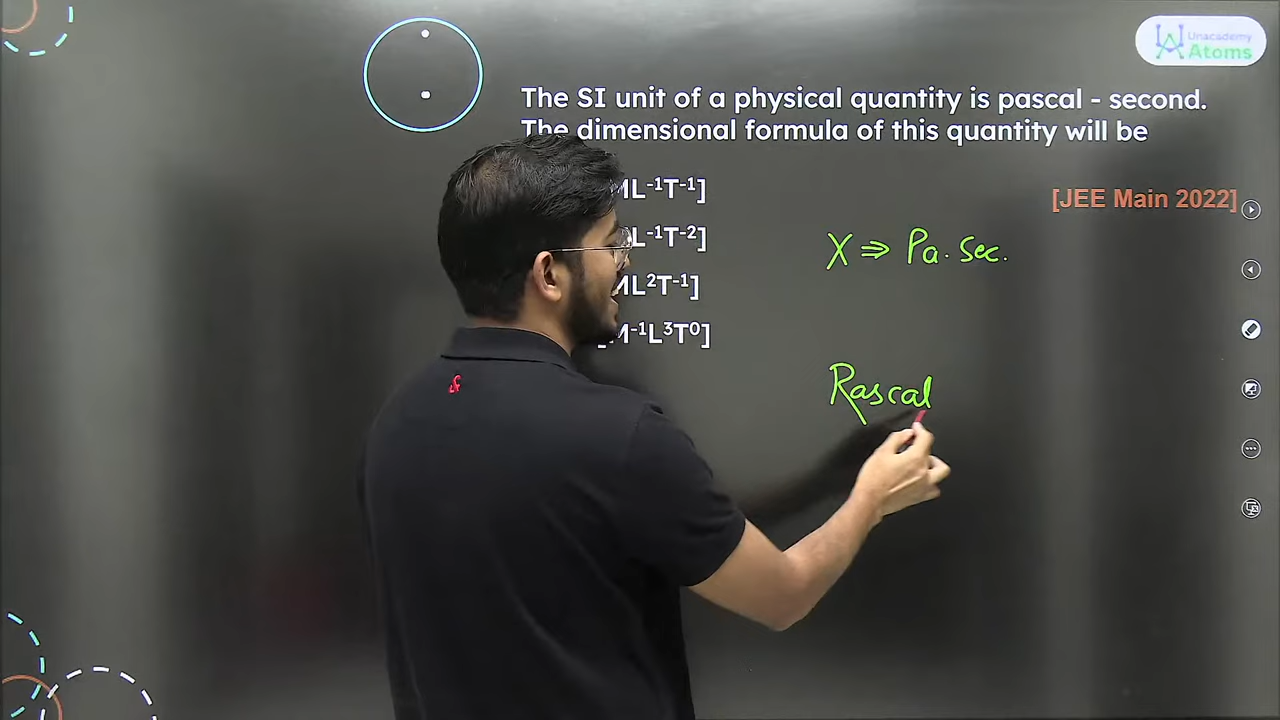 Unacademy
Atoms
The SI unit of a physical quantity is pascal - second.
The dimensional formula of this quantity will be
ML⁻¹T⁻¹]
L⁻¹T⁻²]
ML²T⁻¹]
[M⁻¹L³T⁰]
[JEE Main 2022]
X ⇒ Pa. Sec.
Rascal